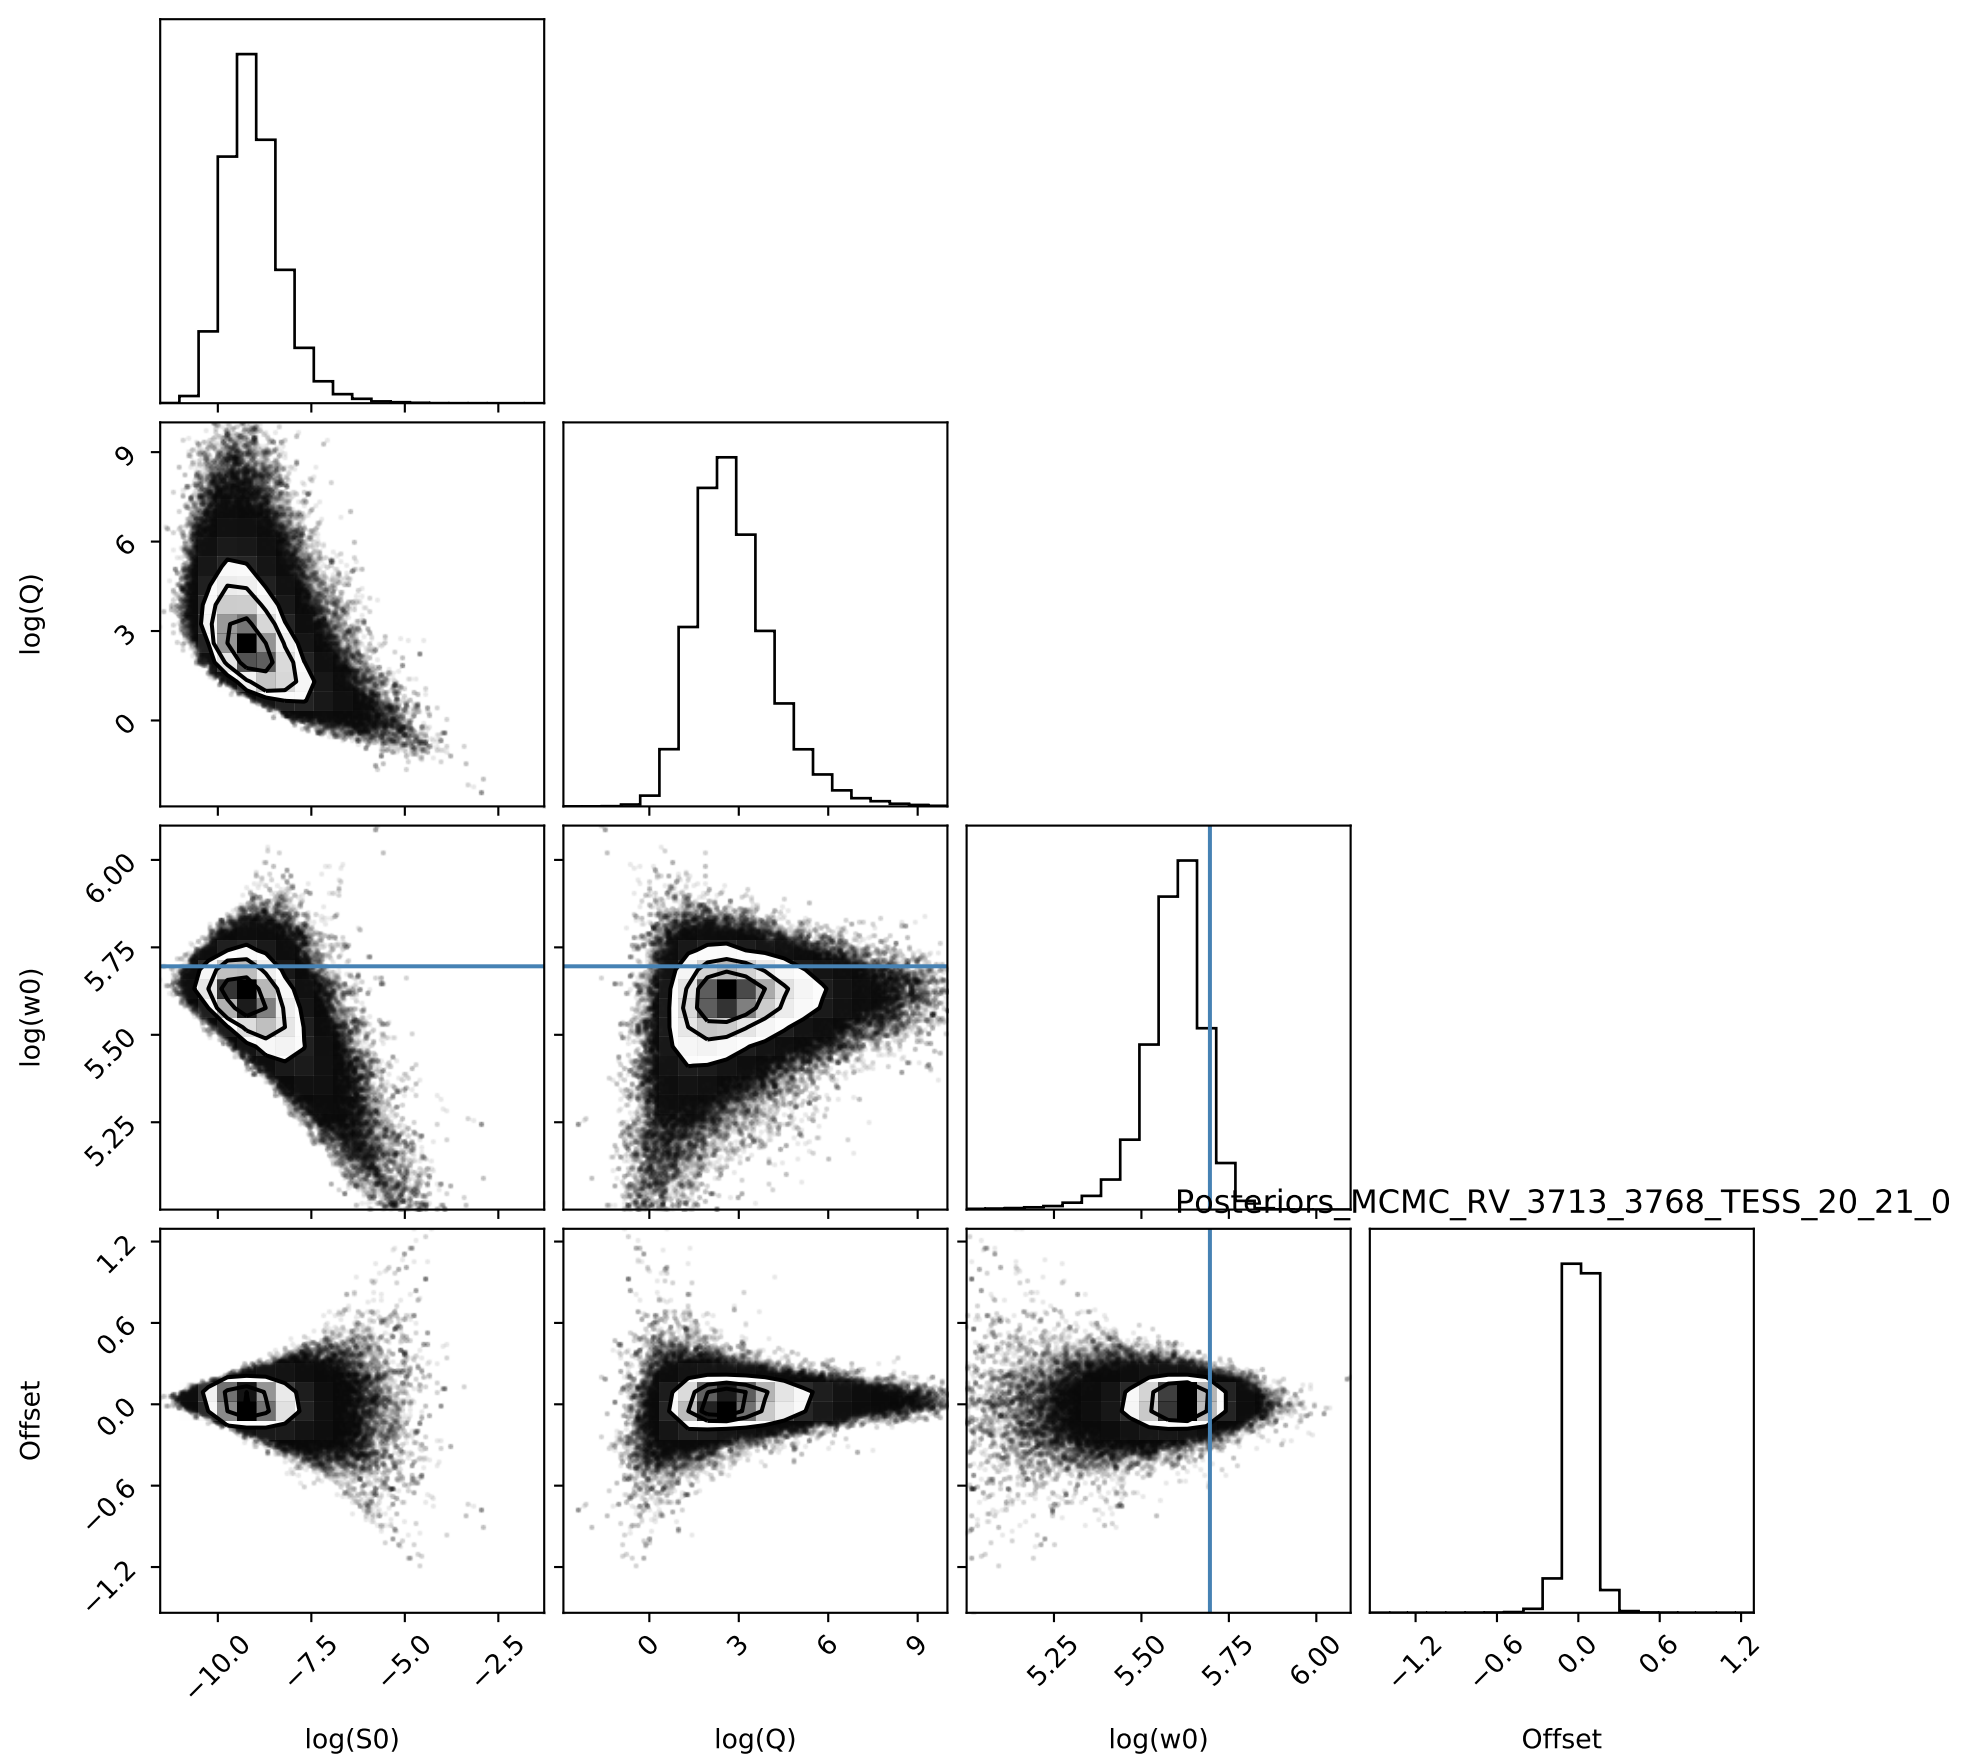 9
6
3
0
log(Q)
6.00
5.75
5.50
5.25
log(w0)
Posteriors_MCMC_RV_3713_3768_TESS_20_21_0
1.2
0.6
0.0
−0.6
−1.2
Offset
−10.0 −7.5 −5.0 −2.5 0 3 6 9 5.25 5.50 5.75 6.00 −1.2 −0.6 0.0 0.6 1.2
log(S0) log(Q) log(w0) Offset